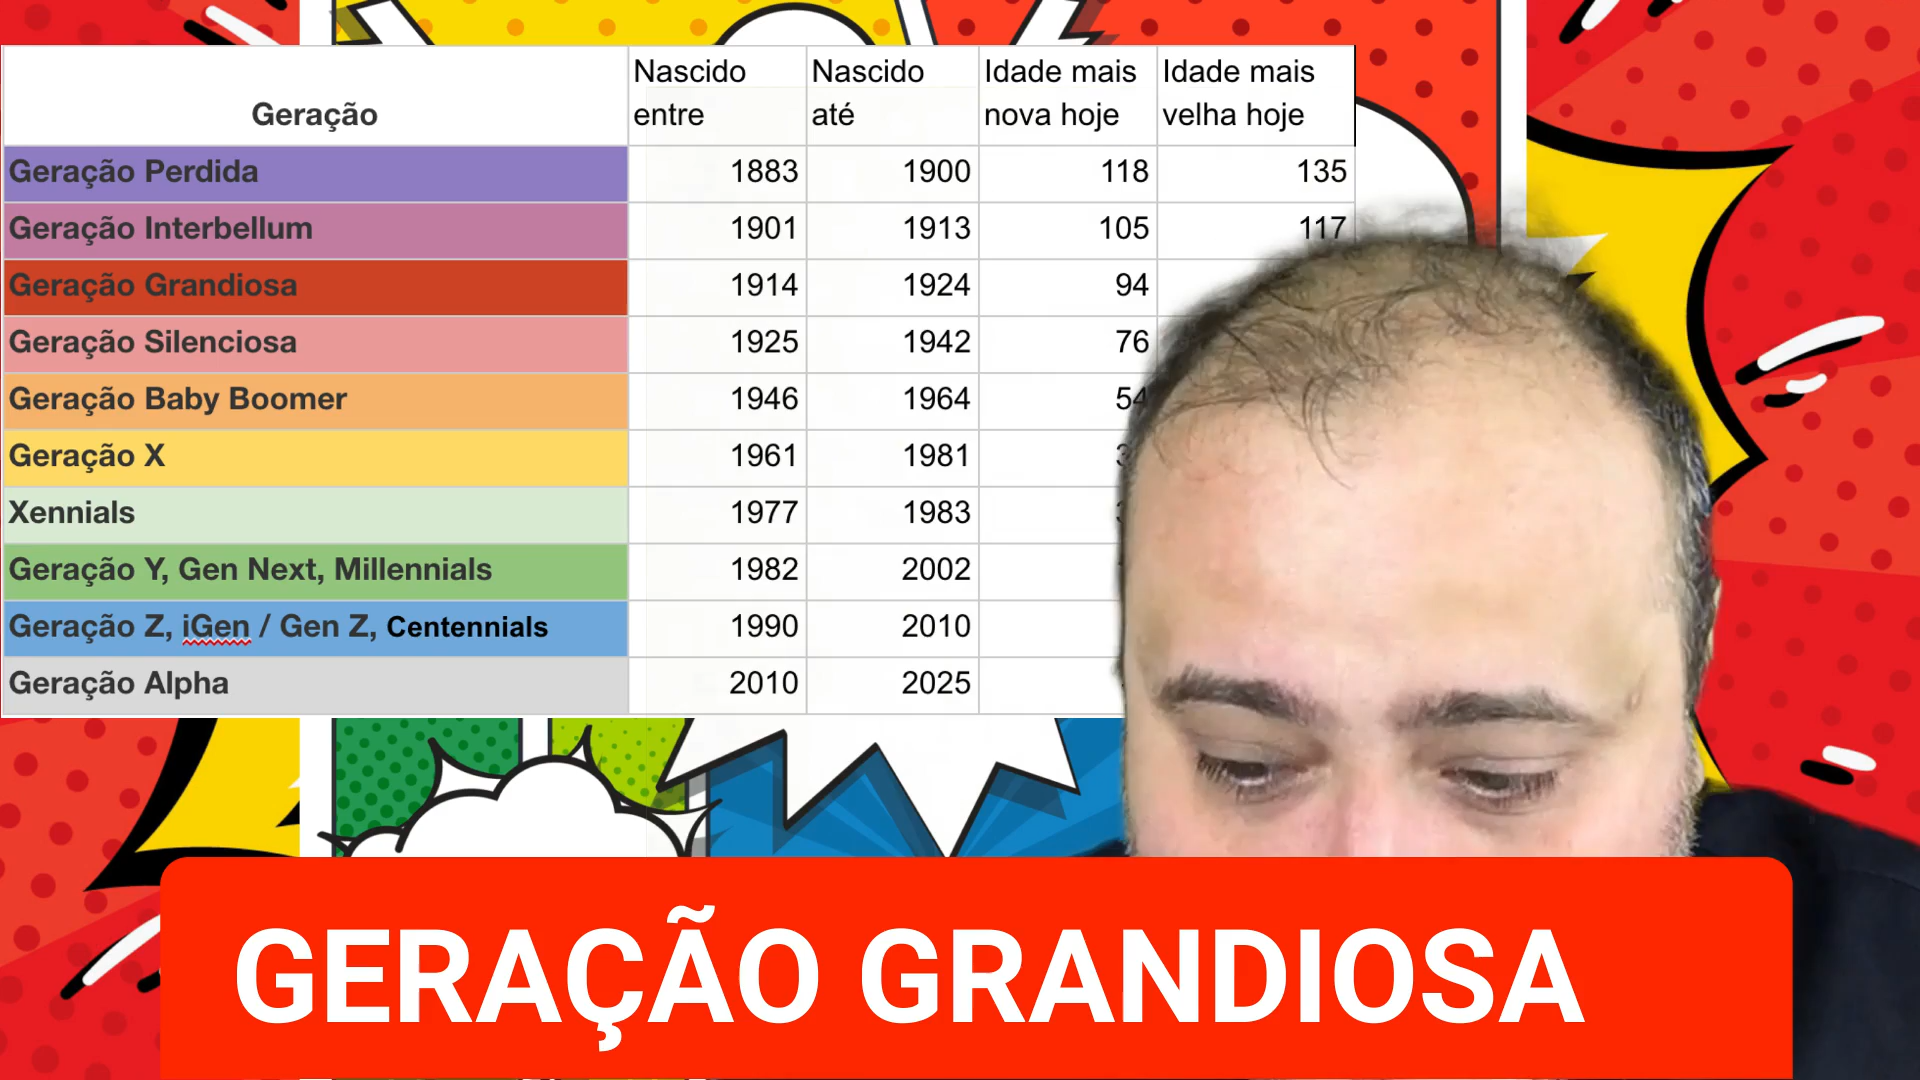 Geração Nascido entre Nascido até Idade mais nova hoje Idade mais velha hoje
Geração Perdida 1883 1900 118 135
Geração Interbellum 1901 1913 105 117
Geração Grandiosa 1914 1924 94
Geração Silenciosa 1925 1942 76
Geração Baby Boomer 1946 1964 54
Geração X 1961 1981
Xennials 1977 1983
Geração Y, Gen Next, Millennials 1982 2002
Geração Z, iGen / Gen Z, Centennials 1990 2010
Geração Alpha 2010 2025
GERAÇÃO GRANDIOSA